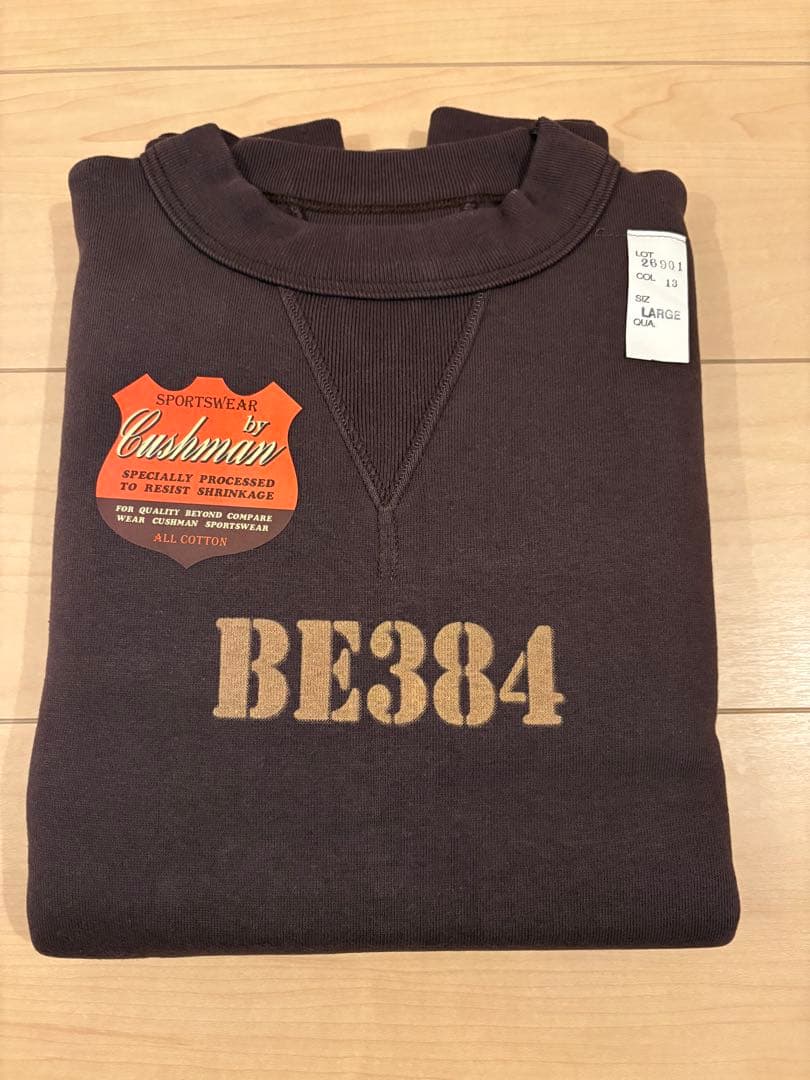 SPORTSWEAR
by
Cushman
SPECIALLY PROCESSED
TO RESIST SHRINKAGE
FOR QUALITY BEYOND COMPARE
WEAR CUSHMAN SPORTSWEAR
ALL COTTON
LOT
26901
COL 13
SIZ
LARGE
QUA.
BE384